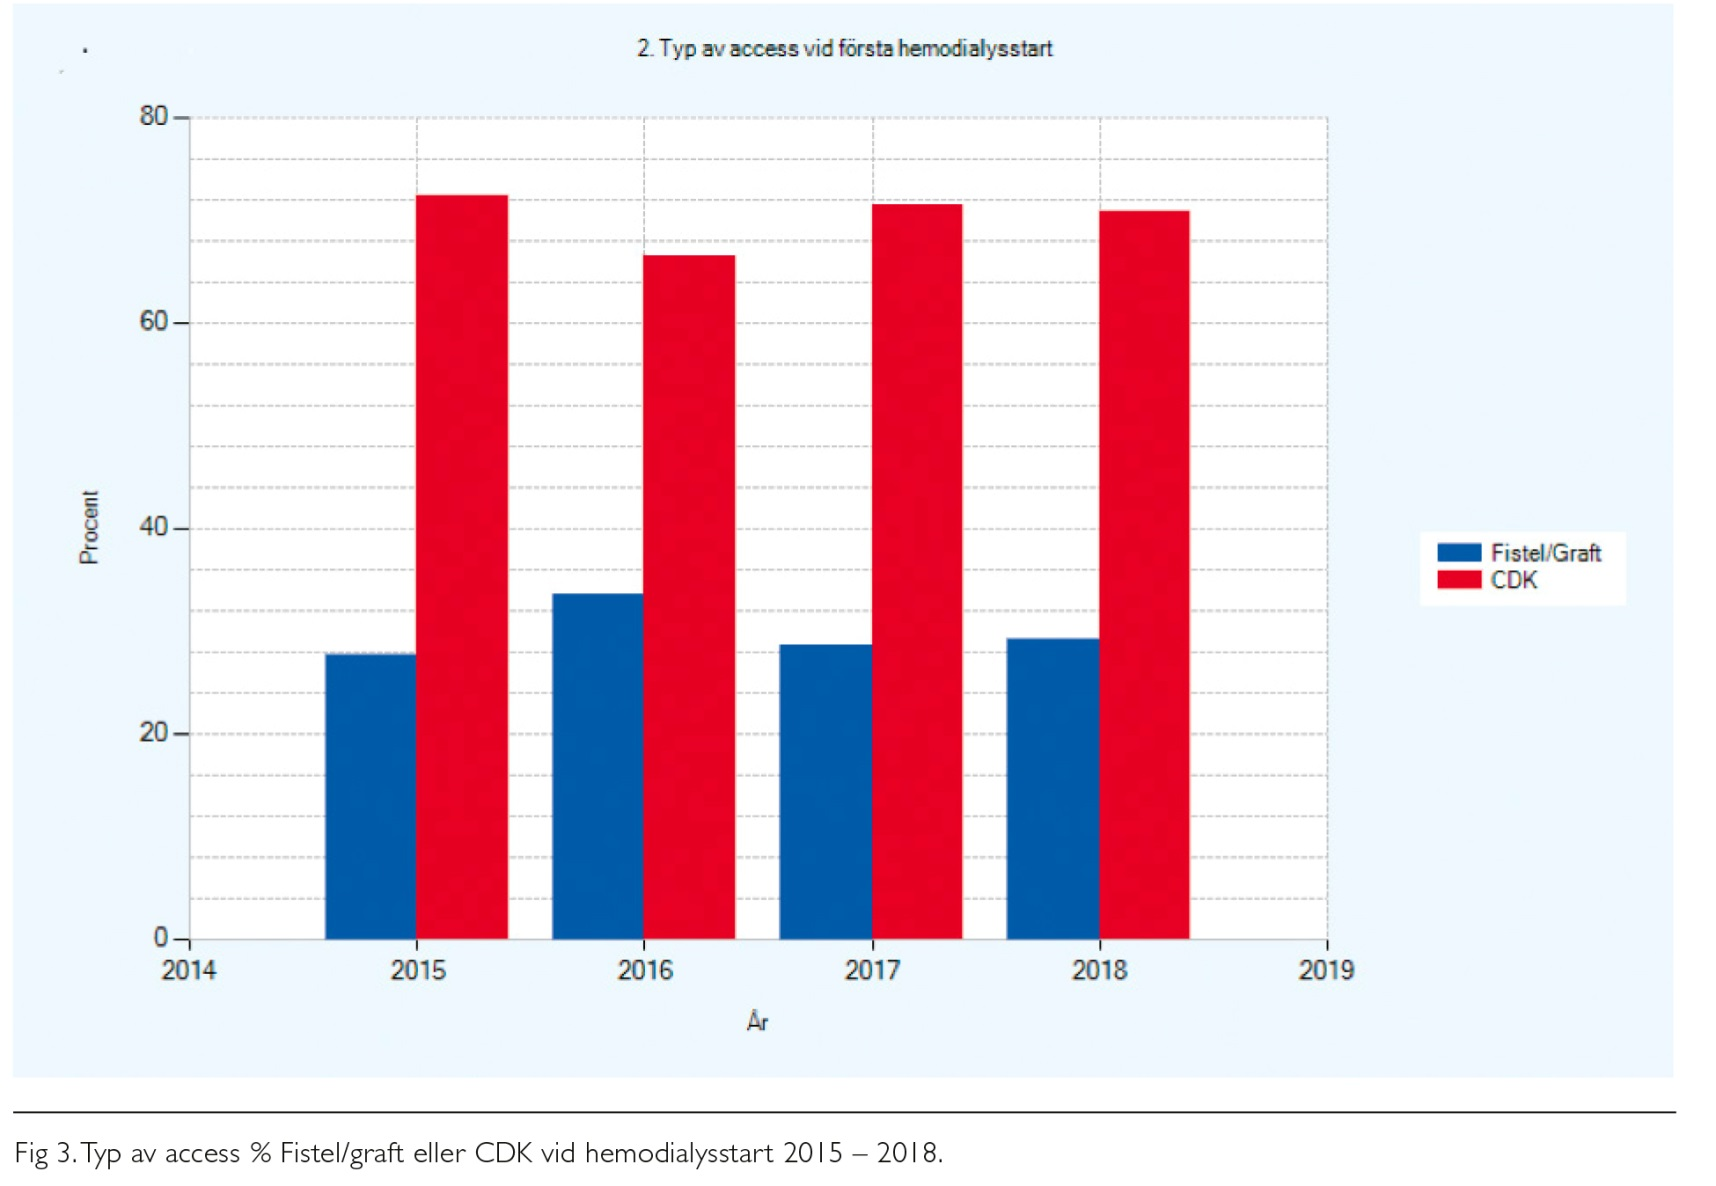 2. Typ av access vid första hemodialysstart
80
60
40
20
0
Procent
2014 2015 2016 2017 2018 2019
År
Fistel/Graft
CDK
Fig 3. Typ av access % Fistel/graft eller CDK vid hemodialysstart 2015 – 2018.